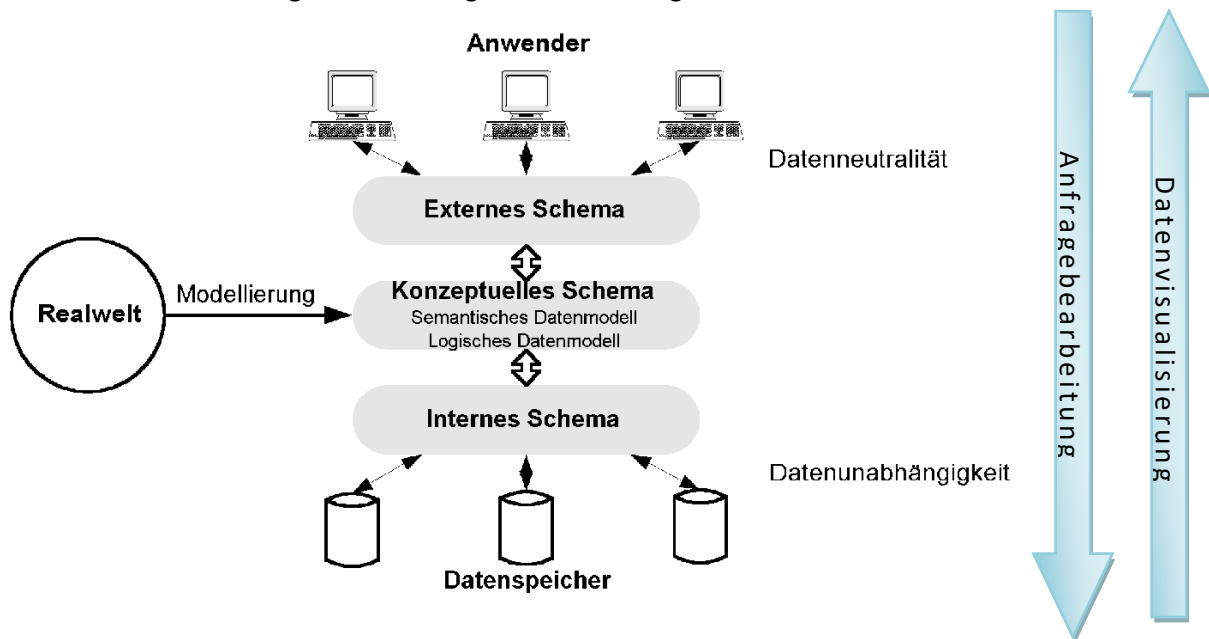 Anwender
Datenneutralität
Externes Schema
Realwelt
Modellierung
Konzeptuelles Schema
Semantisches Datenmodell
Logisches Datenmodell
Internes Schema
Datenunabhängigkeit
Datenspeicher
Anfragebearbeitung
Datenvisualisierung